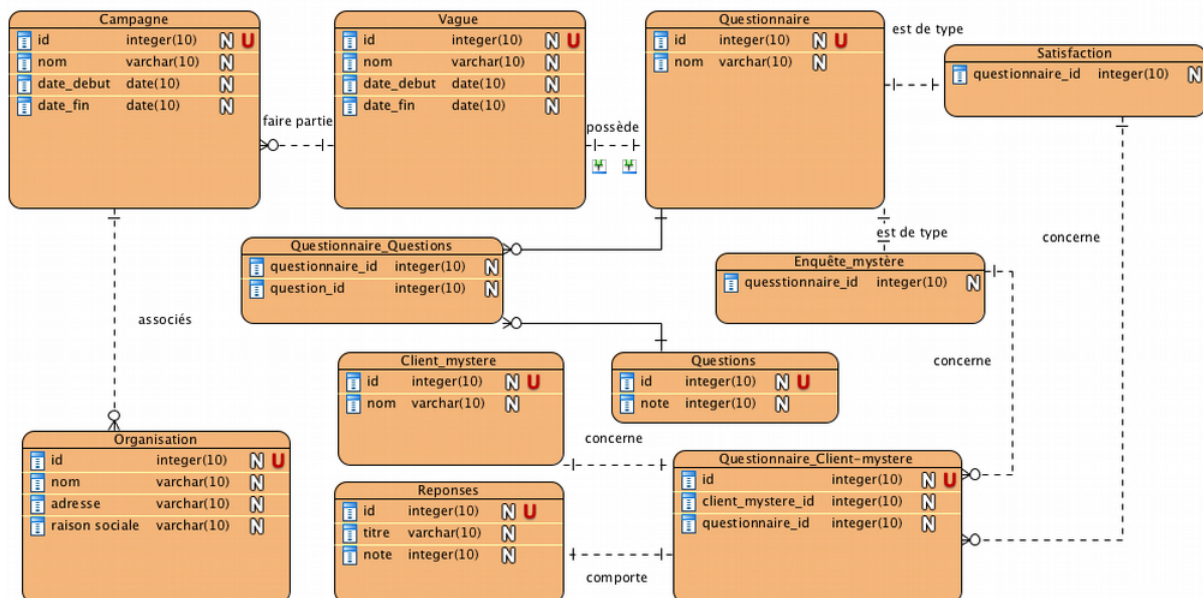 Campagne
id integer(10) N U
nom varchar(10) N
date_debut date(10) N
date_fin date(10) N
faire partie
Vague
id integer(10) N U
nom varchar(10) N
date_debut date(10) N
date_fin date(10) N
possède
Questionnaire
id integer(10) N U
nom varchar(10) N
est de type
Satisfaction
questionnaire_id integer(10) N
Questionnaire_Questions
questionnaire_id integer(10) N
question_id integer(10) N
est de type
Enquête_mystère
quesstionnaire_id integer(10) N
concerne
associés
Client_mystere
id integer(10) N U
nom varchar(10) N
Questions
id integer(10) N U
note integer(10) N
concerne
concerne
Organisation
id integer(10) N U
nom varchar(10) N
adresse varchar(10) N
raison sociale varchar(10) N
Reponses
id integer(10) N U
titre varchar(10) N
note integer(10) N
comporte
Questionnaire_Client-mystere
id integer(10) N U
client_mystere_id integer(10) N
questionnaire_id integer(10) N